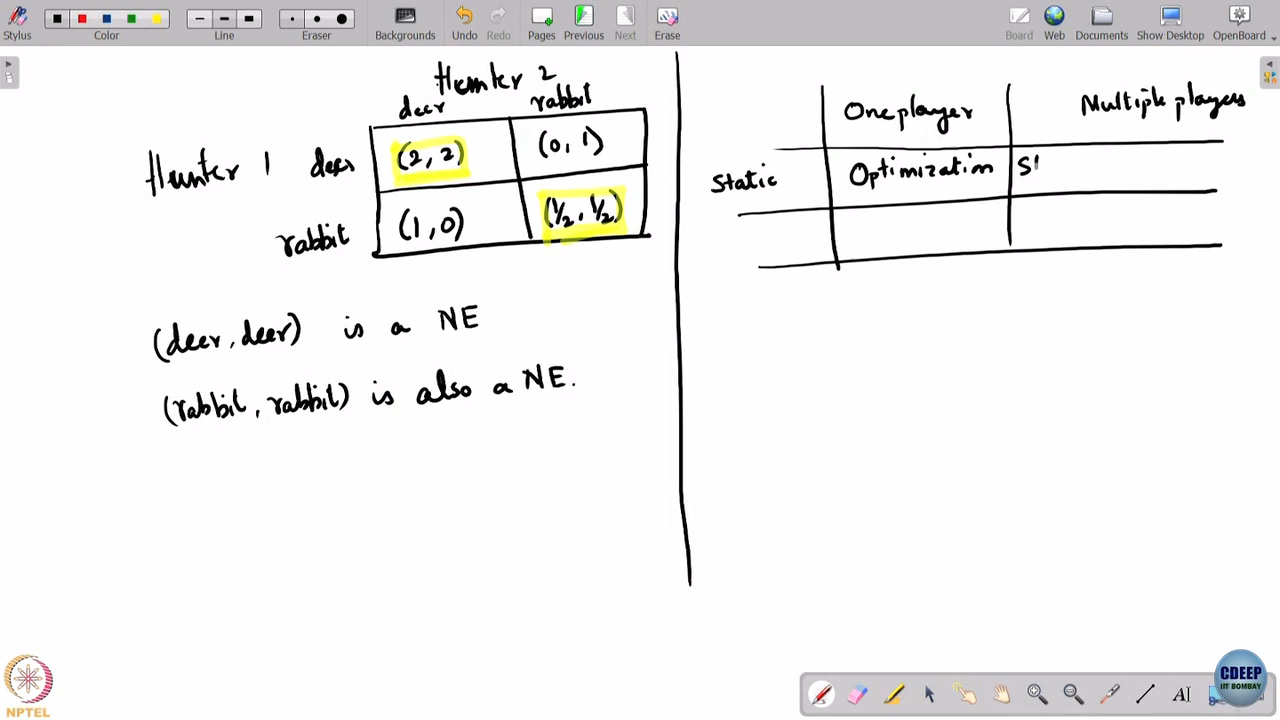 Stylus
Color
Line
Eraser
Backgrounds
Undo
Redo
Pages
Previous
Next
Erase
Board
Web
Documents
Show Desktop
OpenBoard
Hunter 2
deer rabbit
Hunter 1 deer (2, 2) (0, 1)
rabbit (1, 0) (1/2, 1/2)
(deer, deer) is a NE
(rabbit, rabbit) is also a NE.
One player Multiple players
Static Optimization S
NPTEL
CDEEP
IIT BOMBAY
AI